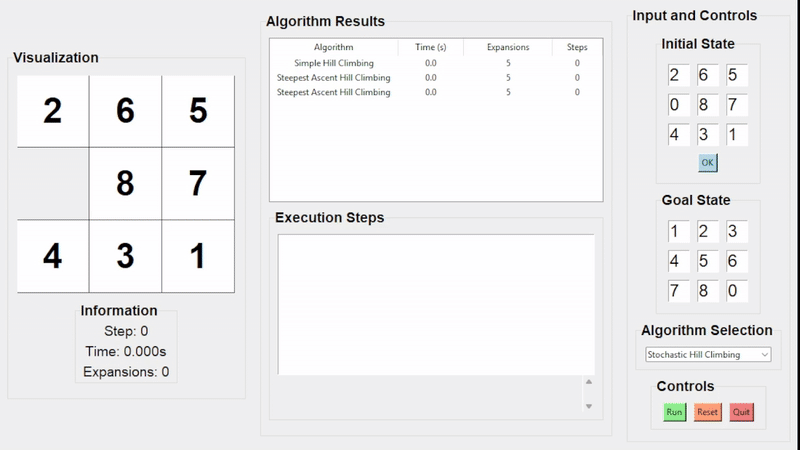 Visualization
2 6 5
8 7
4 3 1
Information
Step: 0
Time: 0.000s
Expansions: 0
Algorithm Results
Algorithm Time (s) Expansions Steps
Simple Hill Climbing 0.0 5 0
Steepest Ascent Hill Climbing 0.0 5 0
Steepest Ascent Hill Climbing 0.0 5 0
Execution Steps
Input and Controls
Initial State
2 6 5
0 8 7
4 3 1
OK
Goal State
1 2 3
4 5 6
7 8 0
Algorithm Selection
Stochastic Hill Climbing
Controls
Run Reset Quit